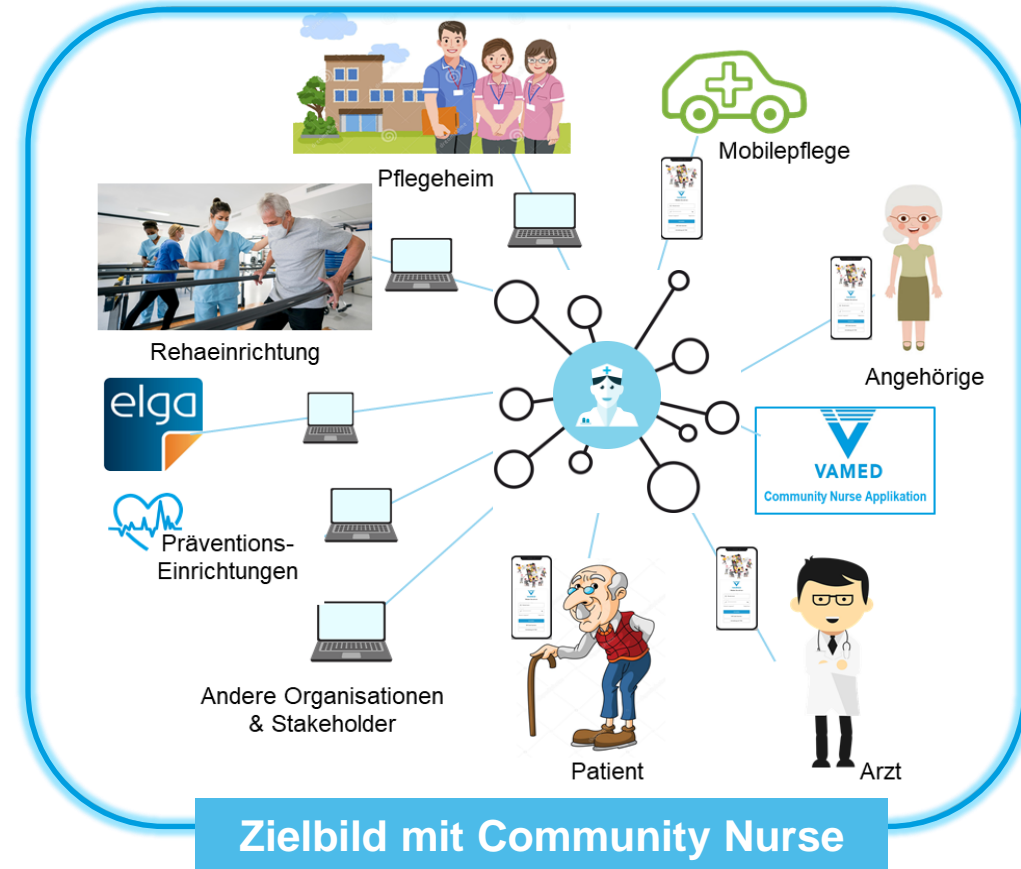 Pflegeheim
Mobilepflege
Rehaeinrichtung
Angehörige
elga
VAMED
Community Nurse Applikation
Präventions-
Einrichtungen
Andere Organisationen
& Stakeholder
Patient
Arzt
Zielbild mit Community Nurse